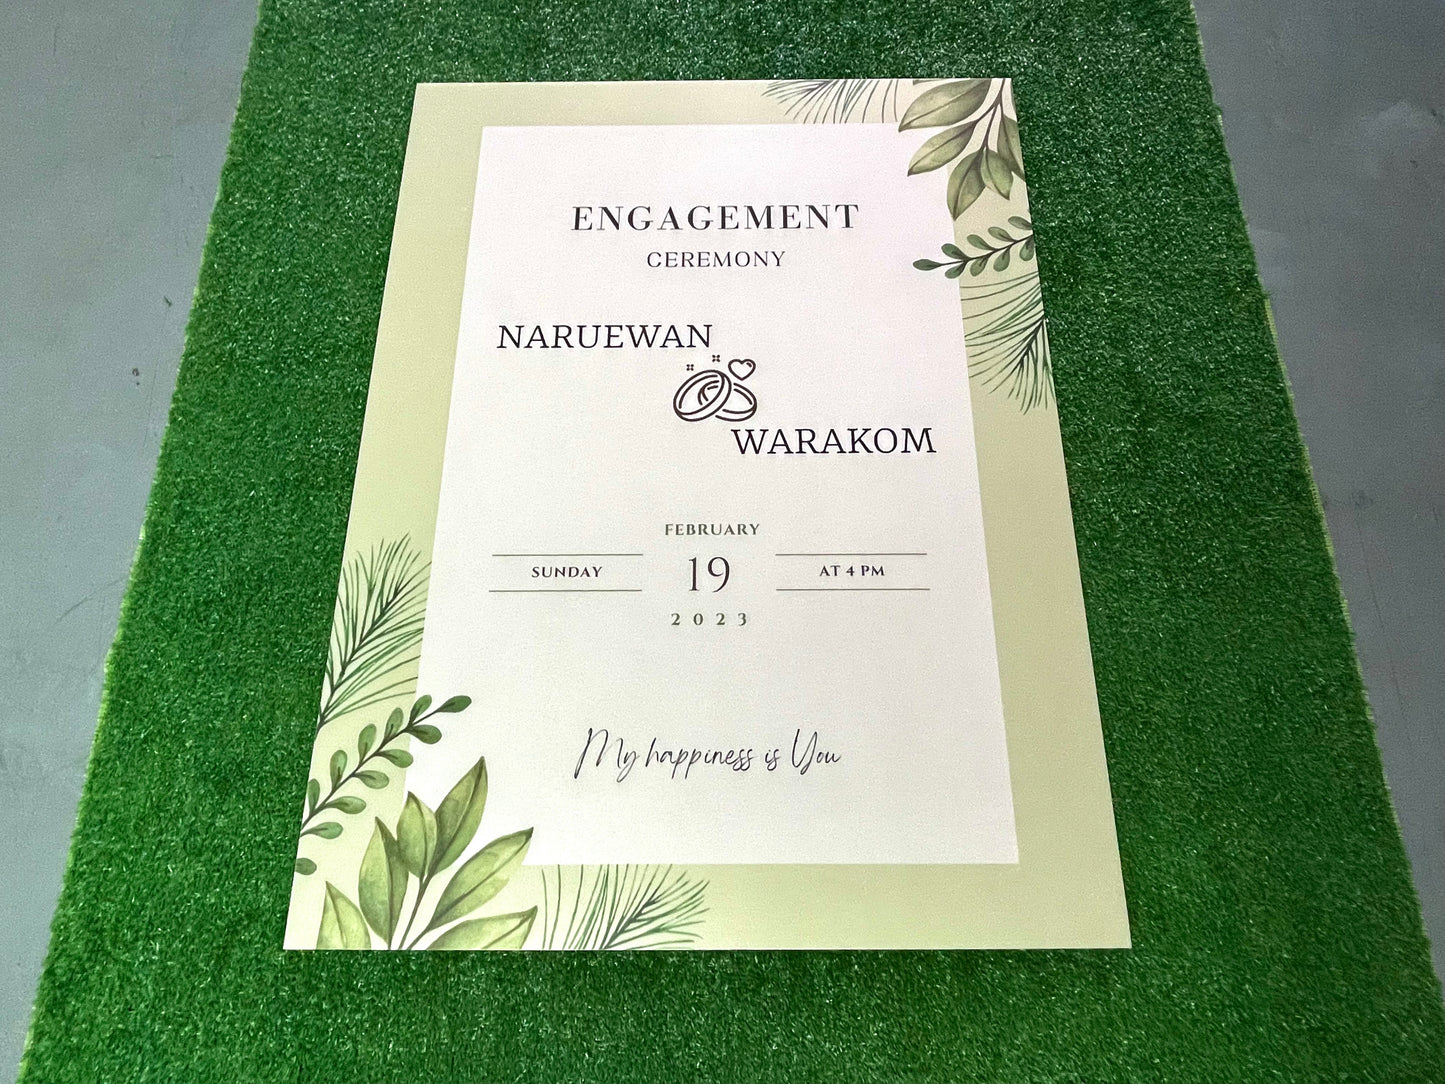 ENGAGEMENT
CEREMONY
NARUEWAN
WARAKOM
FEBRUARY
SUNDAY 19 AT 4 PM
2023
My happiness is You